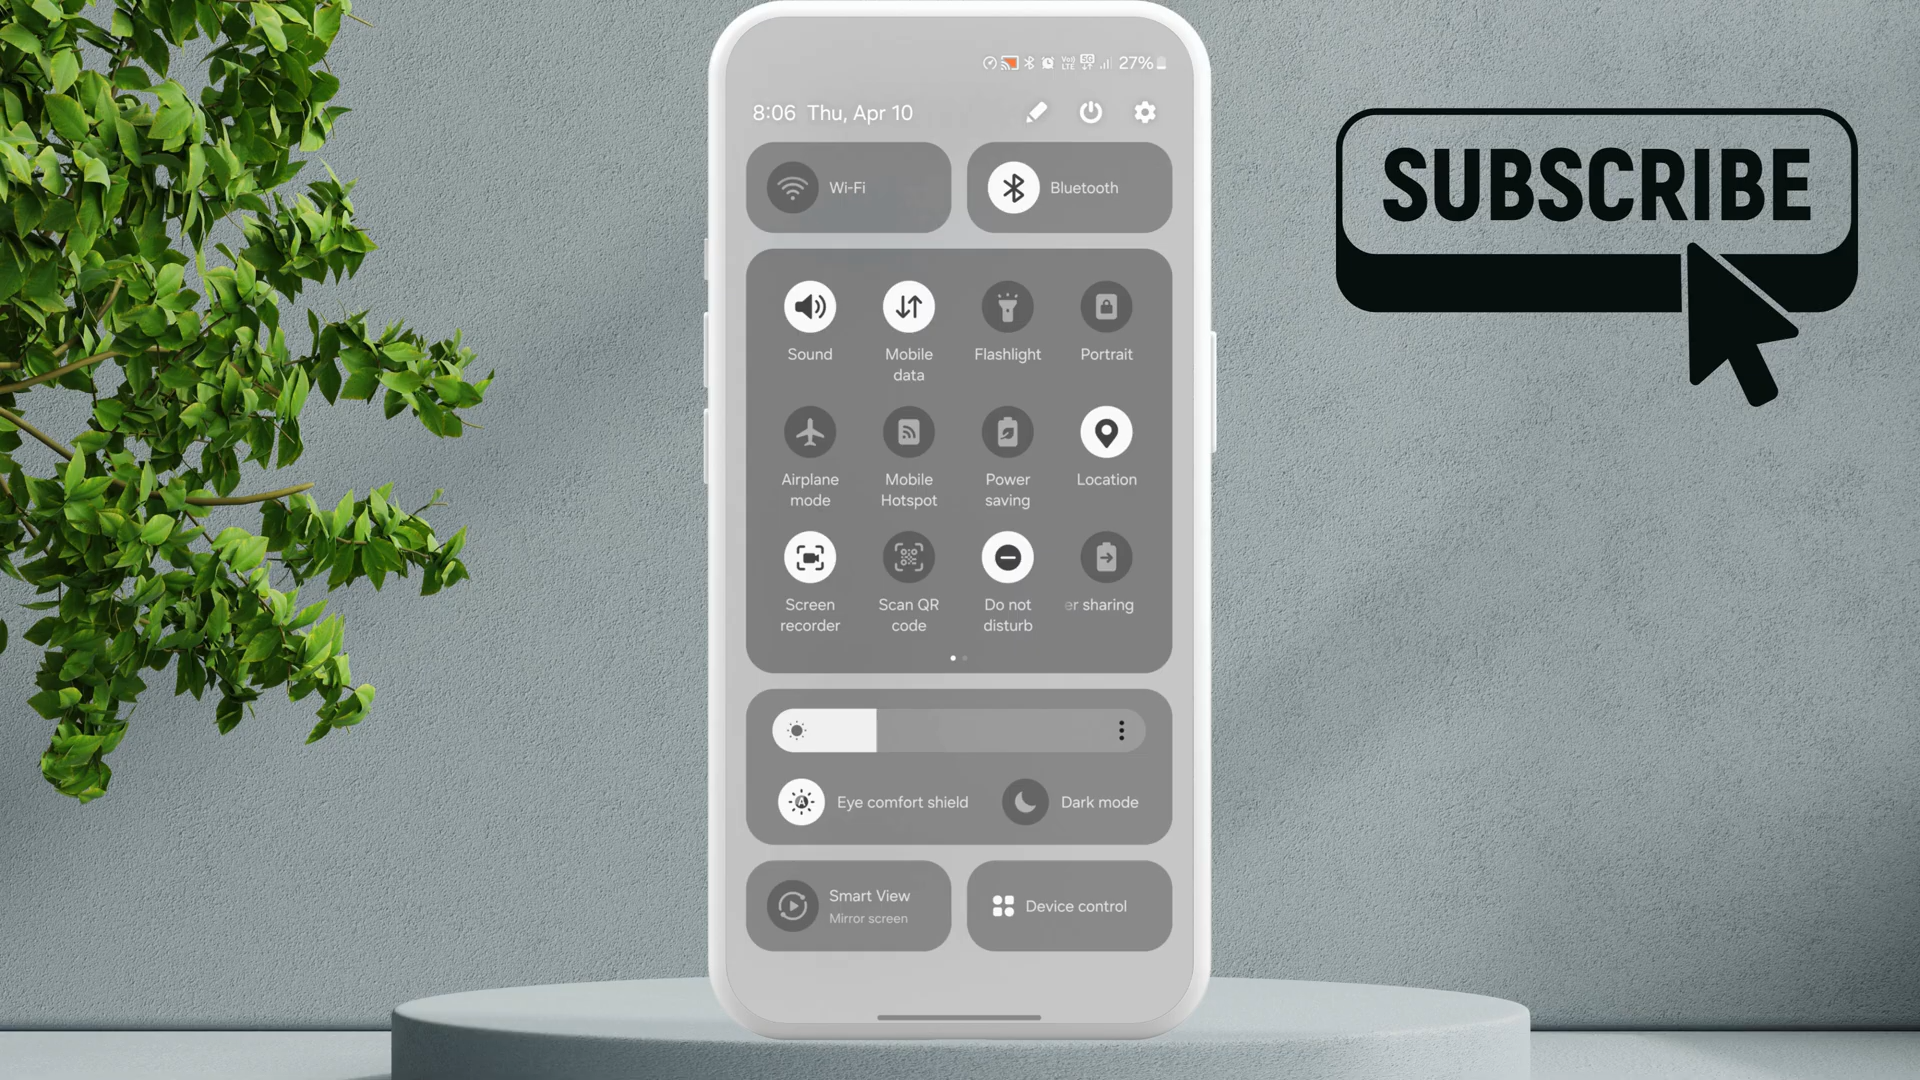 27%
8:06 Thu, Apr 10
SUBSCRIBE
Wi-Fi
Bluetooth
Sound
Mobile
data
Flashlight
Portrait
Airplane
mode
Mobile
Hotspot
Power
saving
Location
Screen
recorder
Scan QR
code
Do not
disturb
er sharing
A
Eye comfort shield
Dark mode
Smart View
Mirror screen
Device control